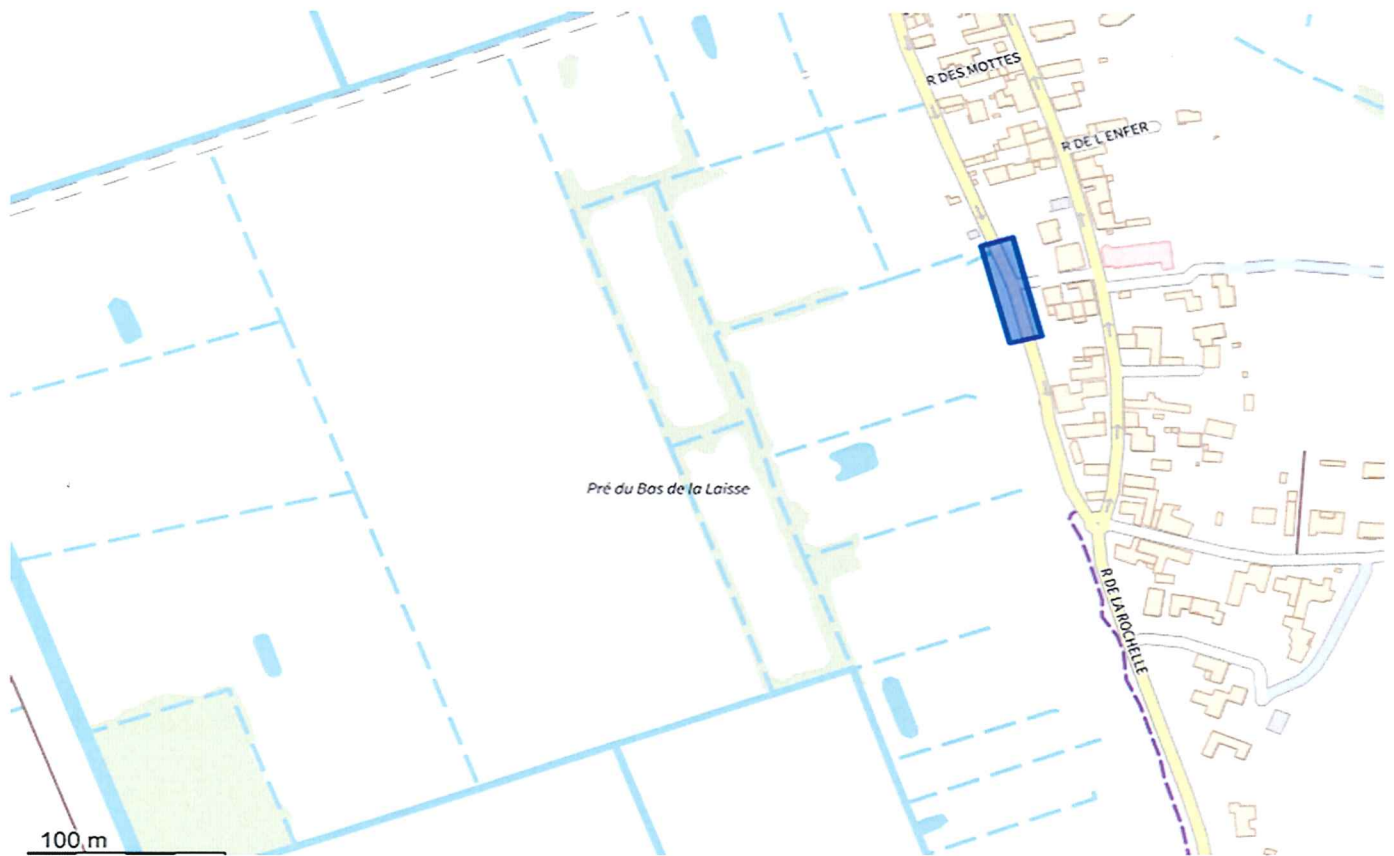 R DES MOTTES
R DE L ENFER
Pré du Bas de la Laisse
R DE LA ROCHELLE
100 m